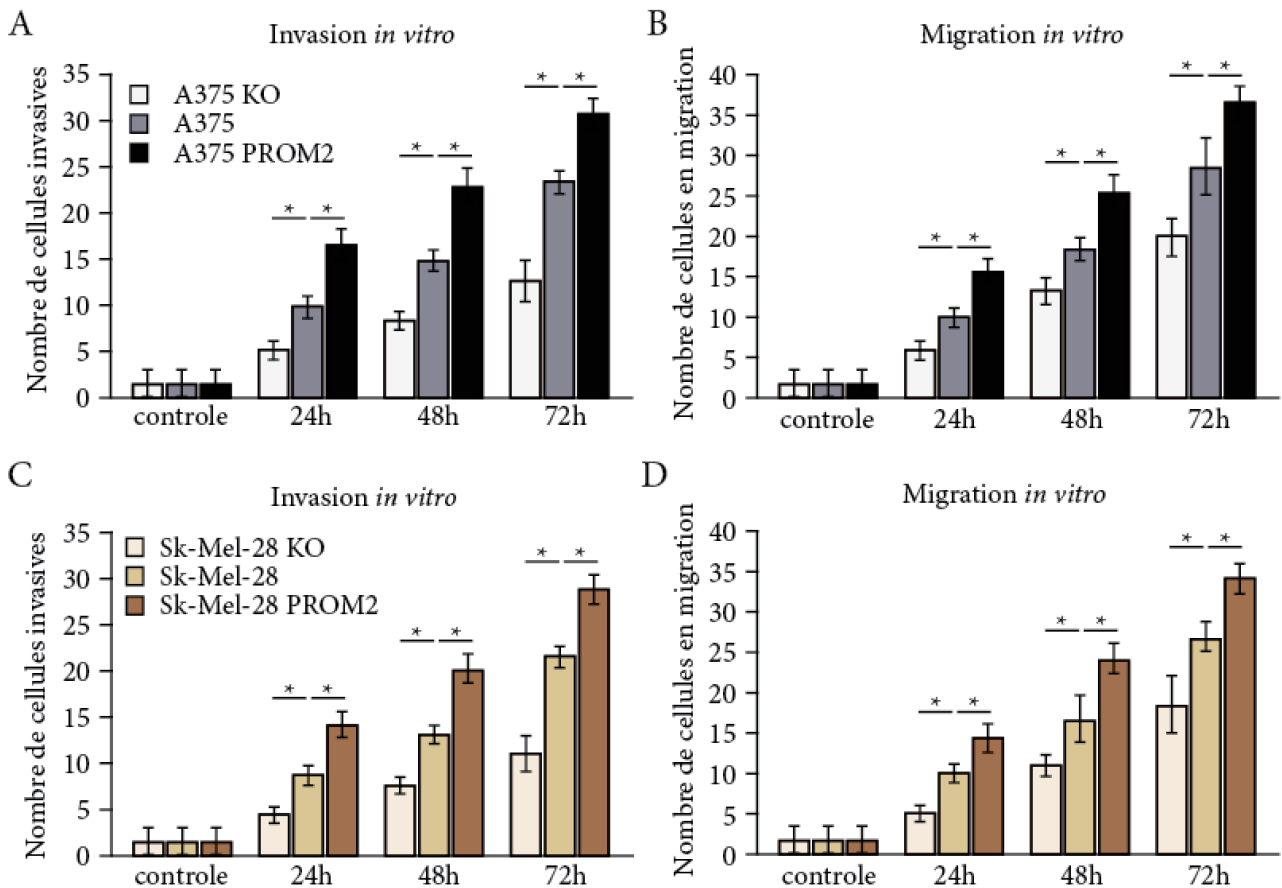 A
Invasion in vitro
Nombre de cellules invasives
35
30
25
20
15
10
5
0
A375 KO
A375
A375 PROM2
* *
* *
* *
controle 24h 48h 72h
B
Migration in vitro
Nombre de cellules en migration
40
35
30
25
20
15
10
5
0
* *
* *
* *
controle 24h 48h 72h
C
Invasion in vitro
Nombre de cellules invasives
35
30
25
20
15
10
5
0
Sk-Mel-28 KO
Sk-Mel-28
Sk-Mel-28 PROM2
* *
* *
* *
controle 24h 48h 72h
D
Migration in vitro
Nombre de cellules en migration
40
35
30
25
20
15
10
5
0
* *
* *
* *
controle 24h 48h 72h